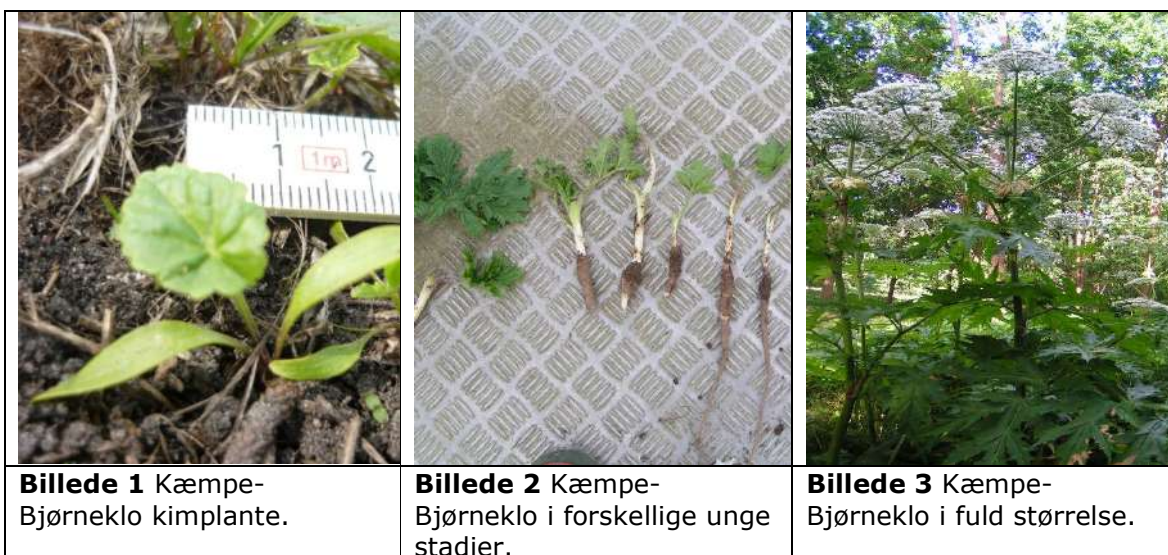 1
1m
2
Billede 1 Kæmpe-
Bjørneklo kimplante.
Billede 2 Kæmpe-
Bjørneklo i forskellige unge
stadier.
Billede 3 Kæmpe-
Bjørneklo i fuld størrelse.